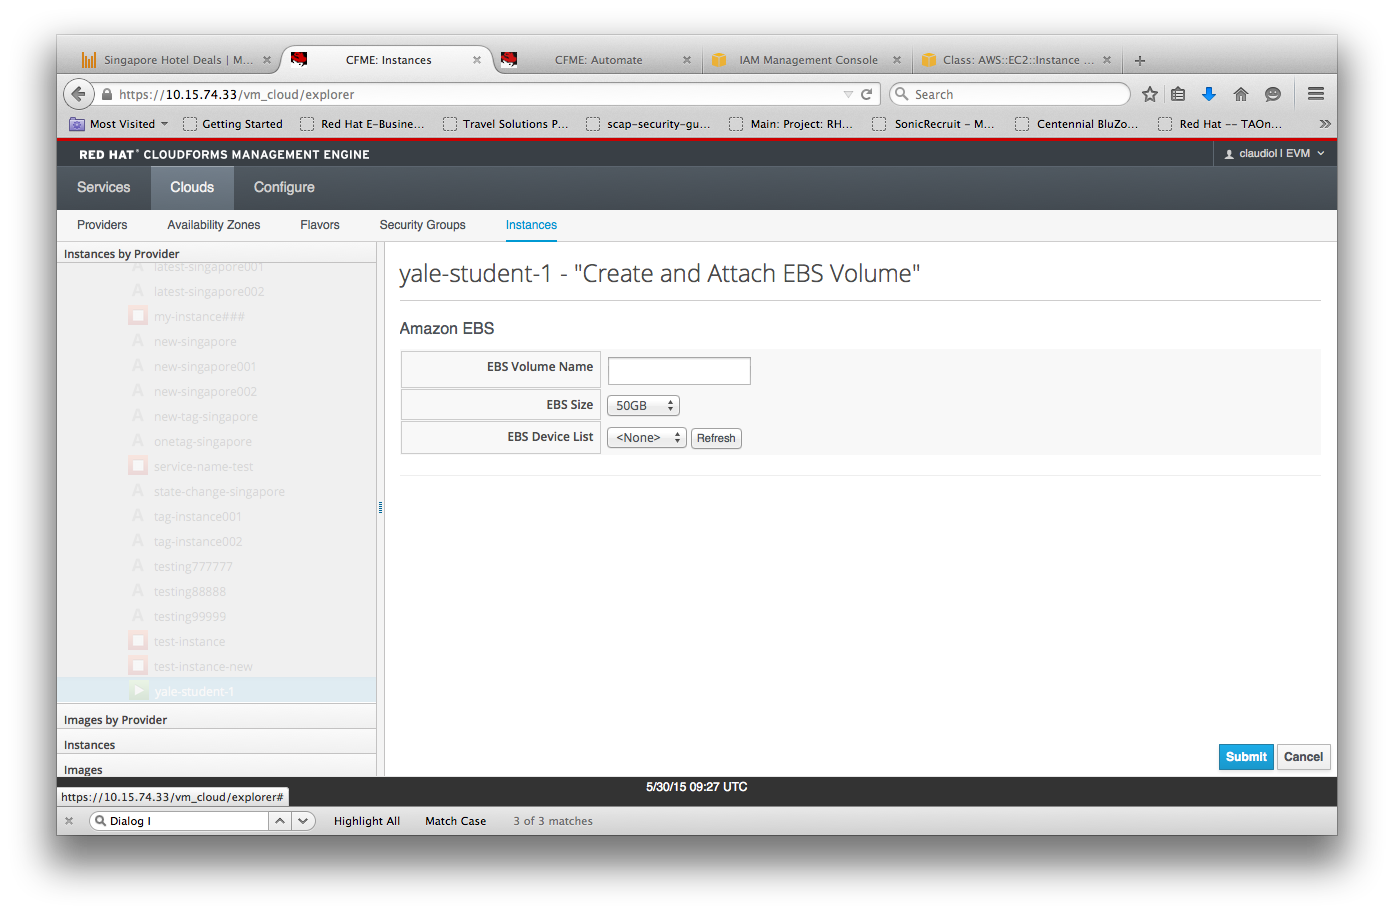 Singapore Hotel Deals | M... × CFME: Instances × CFME: Automate × IAM Management Console × Class: AWS::EC2::Instance ... × +
https://10.15.74.33/vm_cloud/explorer Search
Most Visited Getting Started Red Hat E-Busine... Travel Solutions P... scap-security-gu... Main: Project: RH... SonicRecruit - M... Centennial BluZo... Red Hat -- TAOn... »
RED HAT® CLOUDFORMS MANAGEMENT ENGINE claudiol | EVM
Services Clouds Configure
Providers Availability Zones Flavors Security Groups Instances
Instances by Provider
A latest-singapore001
A latest-singapore002
my-instance###
A new-singapore
A new-singapore001
A new-singapore002
A new-tag-singapore
A onetag-singapore
service-name-test
A state-change-singapore
A tag-instance001
A tag-instance002
A testing777777
A testing88888
A testing99999
test-instance
test-instance-new
yale-student-1
Images by Provider
Instances
Images
yale-student-1 - "Create and Attach EBS Volume"
Amazon EBS
EBS Volume Name
EBS Size 50GB
EBS Device List <None> Refresh
Submit Cancel
5/30/15 09:27 UTC
https://10.15.74.33/vm_cloud/explorer#
× Dialog I Highlight All Match Case 3 of 3 matches